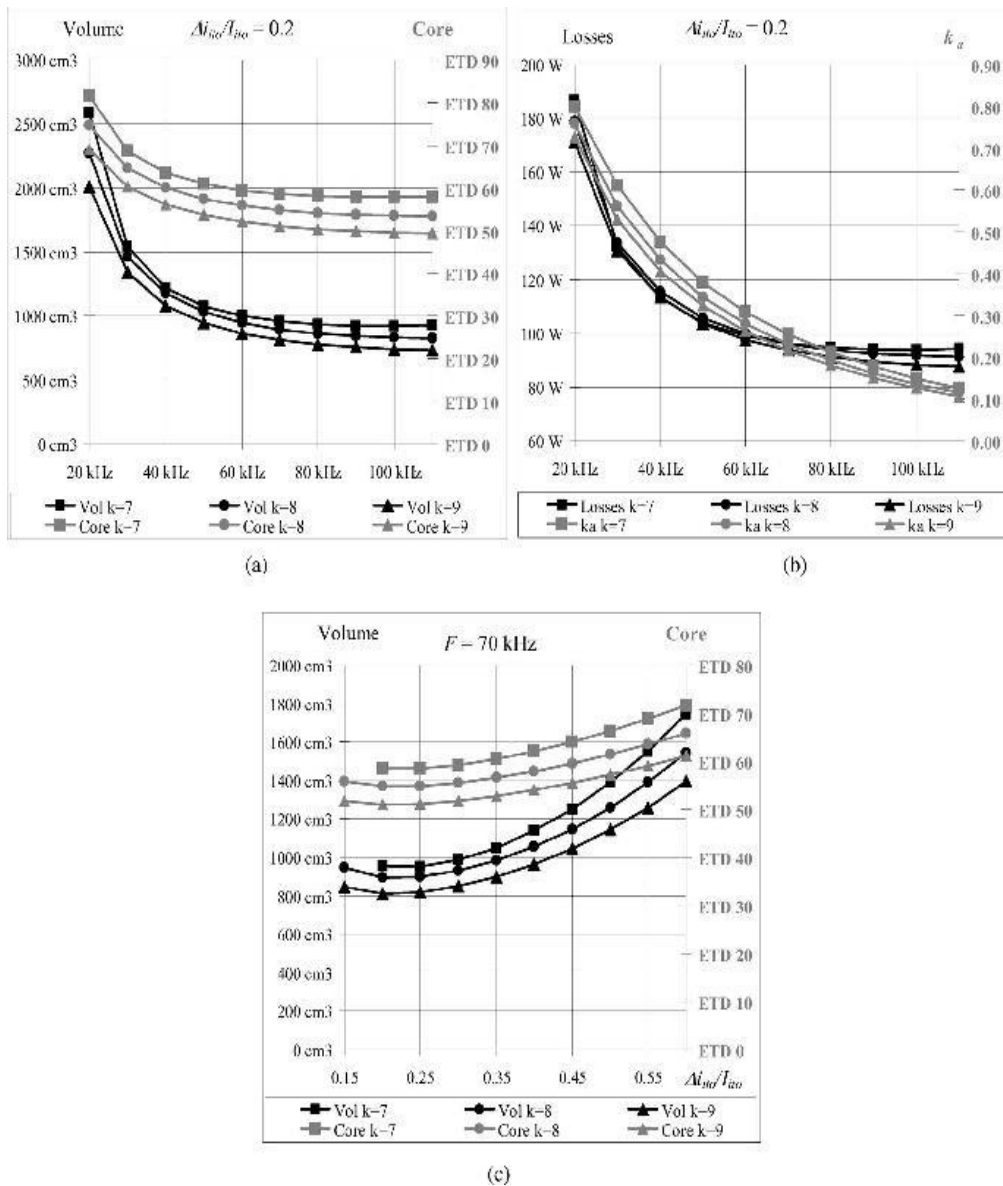 Volume Δi_lio/I_lio = 0.2 Core
3000 cm3
2500 cm3
2000 cm3
1500 cm3
1000 cm3
500 cm3
0 cm3
ETD 90
ETD 80
ETD 70
ETD 60
ETD 50
ETD 40
ETD 30
ETD 20
ETD 10
ETD 0
20 kHz 40 kHz 60 kHz 80 kHz 100 kHz
Vol k=7 Vol k=8 Vol k=9
Core k=7 Core k=8 Core k=9
(a)
Losses Δi_lio/I_lio = 0.2 k_a
200 W
180 W
160 W
140 W
120 W
100 W
80 W
60 W
0.90
0.80
0.70
0.60
0.50
0.40
0.30
0.20
0.10
0.00
20 kHz 40 kHz 60 kHz 80 kHz 100 kHz
Losses k=7 Losses k=8 Losses k=9
ka k=7 ka k=8 ka k=9
(b)
Volume F = 70 kHz Core
2000 cm3
1800 cm3
1600 cm3
1400 cm3
1200 cm3
1000 cm3
800 cm3
600 cm3
400 cm3
200 cm3
0 cm3
ETD 80
ETD 70
ETD 60
ETD 50
ETD 40
ETD 30
ETD 20
ETD 10
ETD 0
0.15 0.25 0.35 0.45 0.55 Δi_lio/I_lio
Vol k=7 Vol k=8 Vol k=9
Core k=7 Core k=8 Core k=9
(c)